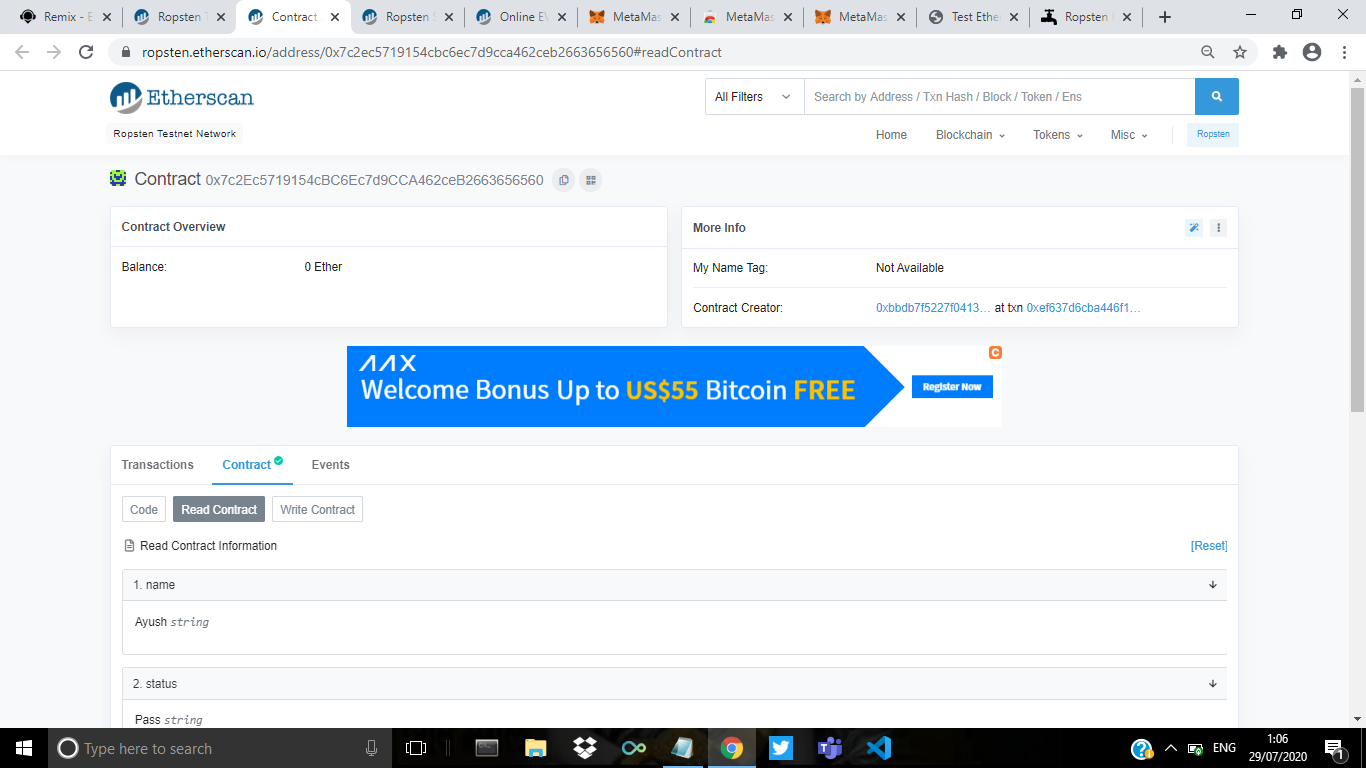 Remix - E
Ropsten T
Contract
Ropsten S
Online EV
MetaMas
MetaMas
MetaMas
Test Ethe
Ropsten
ropsten.etherscan.io/address/0x7c2ec5719154cbc6ec7d9cca462ceb2663656560#readContract
Etherscan
All Filters
Search by Address / Txn Hash / Block / Token / Ens
Ropsten Testnet Network
Home Blockchain Tokens Misc Ropsten
Contract 0x7c2Ec5719154cBC6Ec7d9CCA462ceB2663656560
Contract Overview
Balance: 0 Ether
More Info
My Name Tag: Not Available
Contract Creator: 0xbbdb7f5227f0413... at txn 0xef637d6cba446f1...
AAX
Welcome Bonus Up to US$55 Bitcoin FREE
Register Now
C
Transactions Contract Events
Code Read Contract Write Contract
Read Contract Information [Reset]
1. name
Ayush string
2. status
Pass string
Type here to search
ENG
1:06
29/07/2020
1